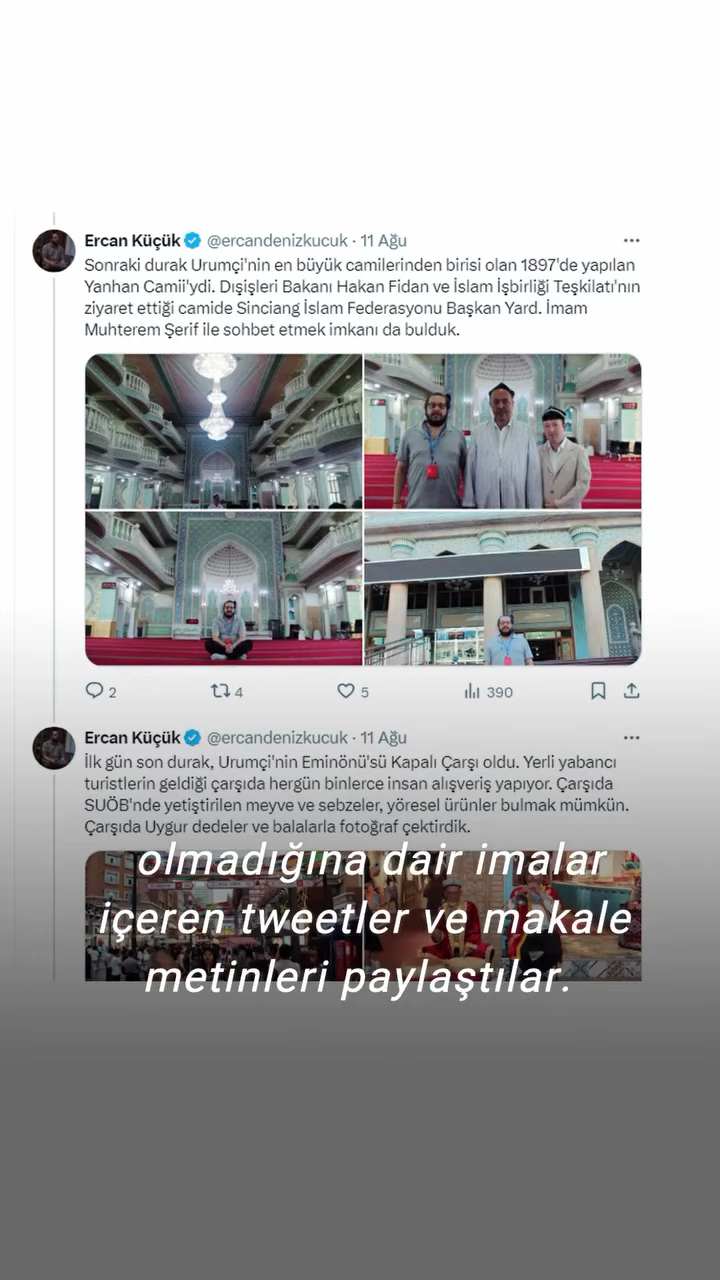 Ercan Küçük @ercandenizkucuk · 11 Ağu
Sonraki durak Urumçi'nin en büyük camilerinden birisi olan 1897'de yapılan
Yanhan Camii'ydi. Dışişleri Bakanı Hakan Fidan ve İslam İşbirliği Teşkilatı'nın
ziyaret ettiği camide Sinciang İslam Federasyonu Başkan Yard. İmam
Muhterem Şerif ile sohbet etmek imkanı da bulduk.
2 4 5 390
Ercan Küçük @ercandenizkucuk · 11 Ağu
İlk gün son durak, Urumçi'nin Eminönü'sü Kapalı Çarşı oldu. Yerli yabancı
turistlerin geldiği çarşıda hergün binlerce insan alışveriş yapıyor. Çarşıda
SUÖB'nde yetiştirilen meyve ve sebzeler, yöresel ürünler bulmak mümkün.
Çarşıda Uygur dedeler ve balalarla fotoğraf çektirdik.
olmadığına dair imalar
içeren tweetler ve makale
metinleri paylaştılar.